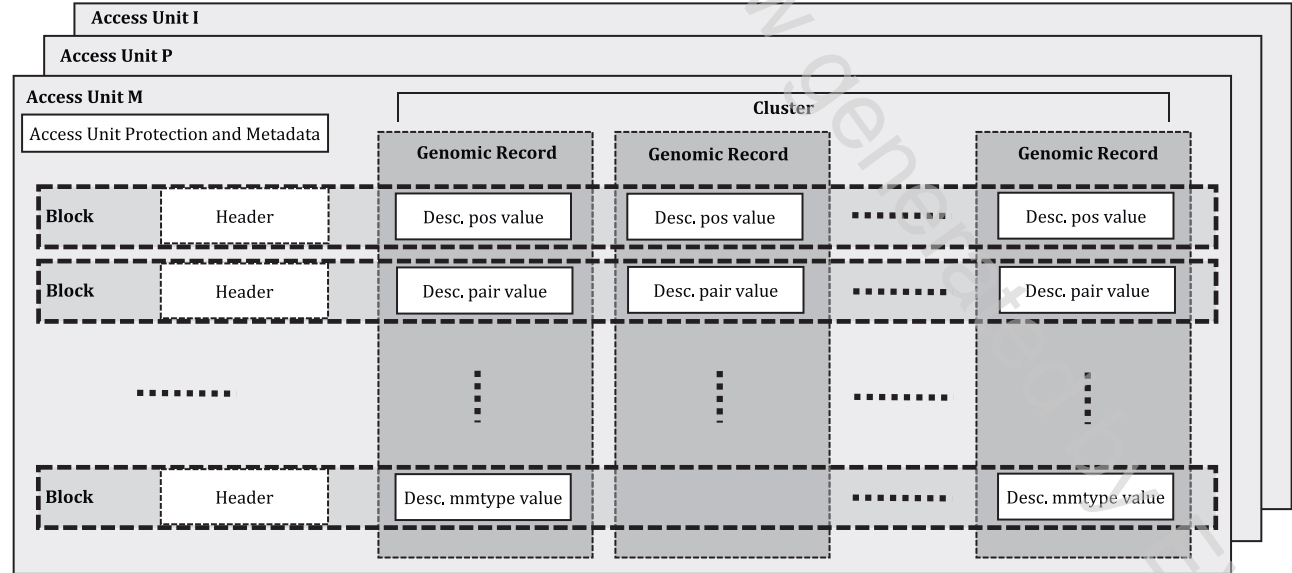 Access Unit I
Access Unit P
Access Unit M
Cluster
Access Unit Protection and Metadata
Genomic Record Genomic Record Genomic Record
Block Header Desc. pos value Desc. pos value Desc. pos value
Block Header Desc. pair value Desc. pair value Desc. pair value
Block Header Desc. mmtype value Desc. mmtype value
generated by